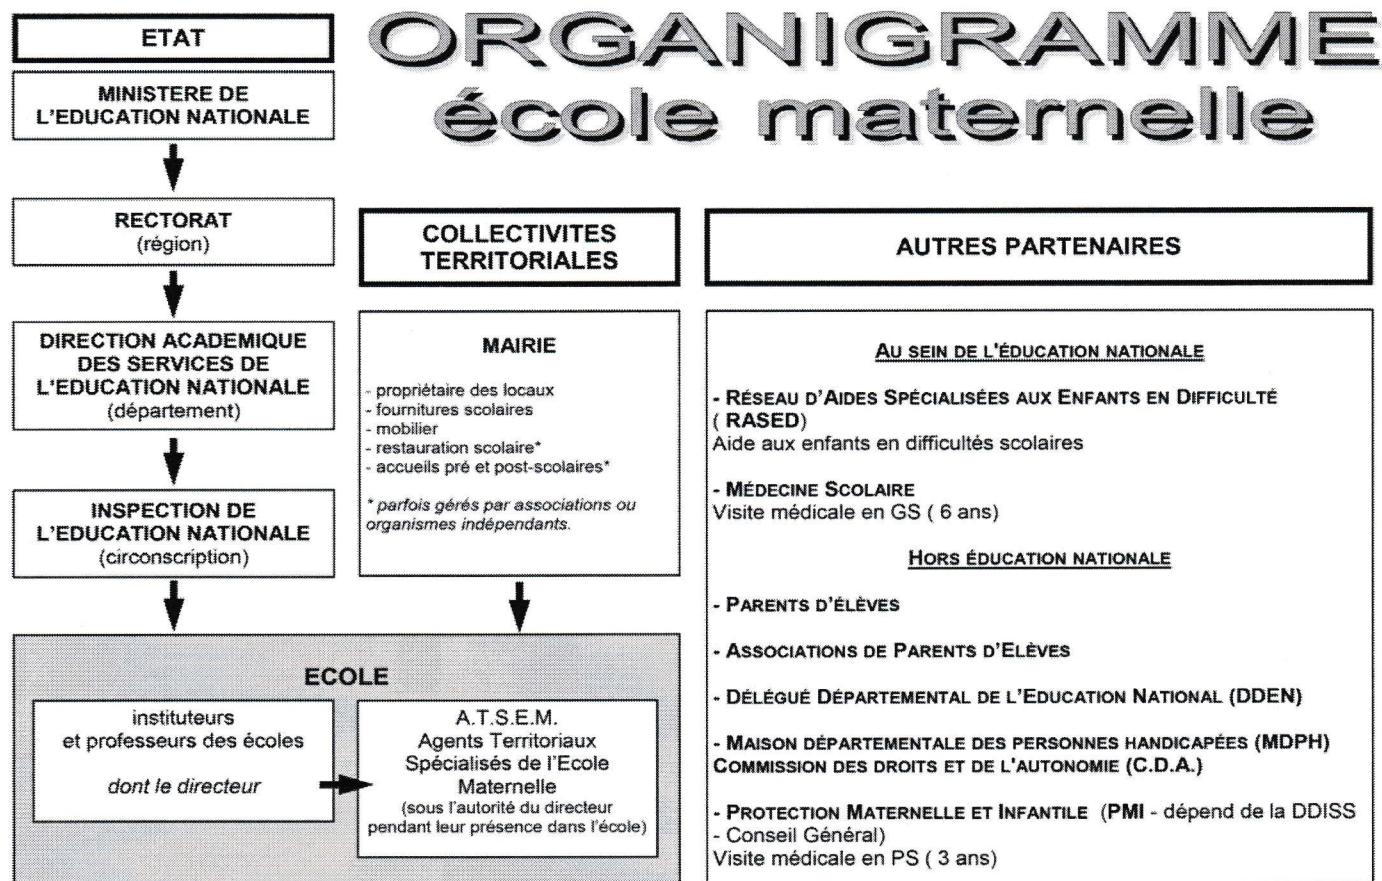 ORGANIGRAMME
école maternelle
ETAT
MINISTERE DE
L'EDUCATION NATIONALE
RECTORAT
(région)
DIRECTION ACADEMIQUE
DES SERVICES DE
L'EDUCATION NATIONALE
(département)
INSPECTION DE
L'EDUCATION NATIONALE
(circonscription)
COLLECTIVITES
TERRITORIALES
MAIRIE
- propriétaire des locaux
- fournitures scolaires
- mobilier
- restauration scolaire*
- accueils pré et post-scolaires*
* parfois gérés par associations ou
organismes indépendants.
ECOLE
instituteurs
et professeurs des écoles
dont le directeur
A.T.S.E.M.
Agents Territoriaux
Spécialisés de l'Ecole
Maternelle
(sous l'autorité du directeur
pendant leur présence dans l'école)
AUTRES PARTENAIRES
AU SEIN DE L'ÉDUCATION NATIONALE
- RÉSEAU D'AIDES SPÉCIALISÉES AUX ENFANTS EN DIFFICULTÉ
( RASED)
Aide aux enfants en difficultés scolaires
- MÉDECINE SCOLAIRE
Visite médicale en GS ( 6 ans)
HORS ÉDUCATION NATIONALE
- PARENTS D'ÉLÈVES
- ASSOCIATIONS DE PARENTS D'ELÈVES
- DÉLÉGUÉ DÉPARTEMENTAL DE L'EDUCATION NATIONAL (DDEN)
- MAISON DÉPARTEMENTALE DES PERSONNES HANDICAPÉES (MDPH)
COMMISSION DES DROITS ET DE L'AUTONOMIE (C.D.A.)
- PROTECTION MATERNELLE ET INFANTILE (PMI - dépend de la DDISS
- Conseil Général)
Visite médicale en PS ( 3 ans)